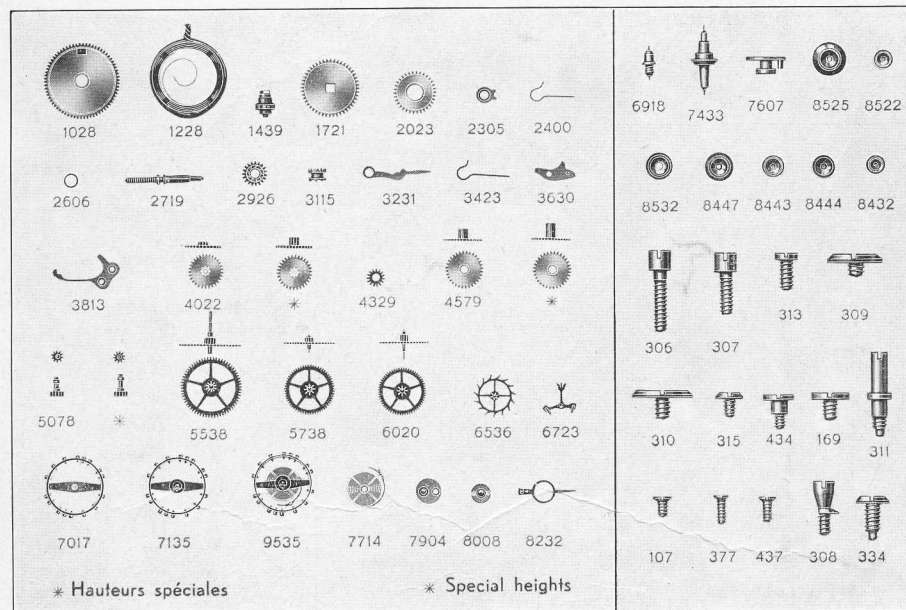 1028 1228 1439 1721 2023 2305 2400
2606 2719 2926 3115 3231 3423 3630
3813 4022 * 4329 4579 *
5078 * 5538 5738 6020 6536 6723
7017 7135 9535 7714 7904 8008 8232
* Hauteurs spéciales * Special heights
6918 7433 7607 8525 8522
8532 8447 8443 8444 8432
306 307 313 309
310 315 434 169 311
107 377 437 308 334